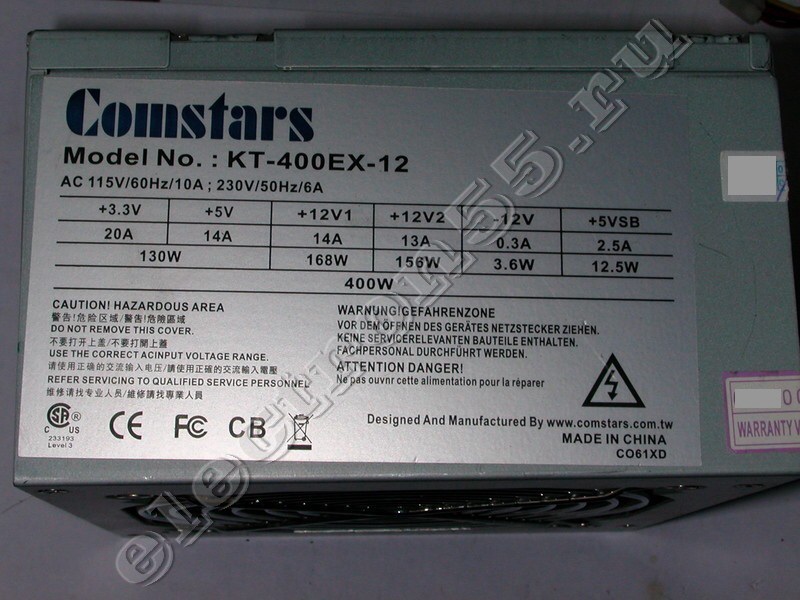 Comstars
Model No. : KT-400EX-12
AC 115V/60Hz/10A ; 230V/50Hz/6A
+3.3V +5V +12V1 +12V2 -12V +5VSB
20A 14A 14A 13A 0.3A 2.5A
130W 168W 156W 3.6W 12.5W
400W
CAUTION! HAZARDOUS AREA
警告!危险区域/警告!危險區域
DO NOT REMOVE THIS COVER.
不要打开上盖/不要打開上蓋
USE THE CORRECT ACINPUT VOLTAGE RANGE.
请使用正确的交流输入电压/請使用正確的交流輸入電壓
REFER SERVICING TO QUALIFIED SERVICE PERSONNEL
维修请找专业人员/維修請找專業人員
WARNUNG!GEFAHRENZONE
VOR DEM ÖFFNEN DES GERÄTES NETZSTECKER ZIEHEN.
KEINE SERVICERELEVANTEN BAUTEILE ENTHALTEN.
FACHPERSONAL DURCHGEFÜHRT WERDEN.
ATTENTION DANGER!
Ne pas ouvnr cette alimentation pour la réparer
SA ®
C US
233193
Level 3
CE FC CB
Designed And Manufactured By www.comstars.com.tw
MADE IN CHINA
CO61XD
WARRANTY V
electron55.ru